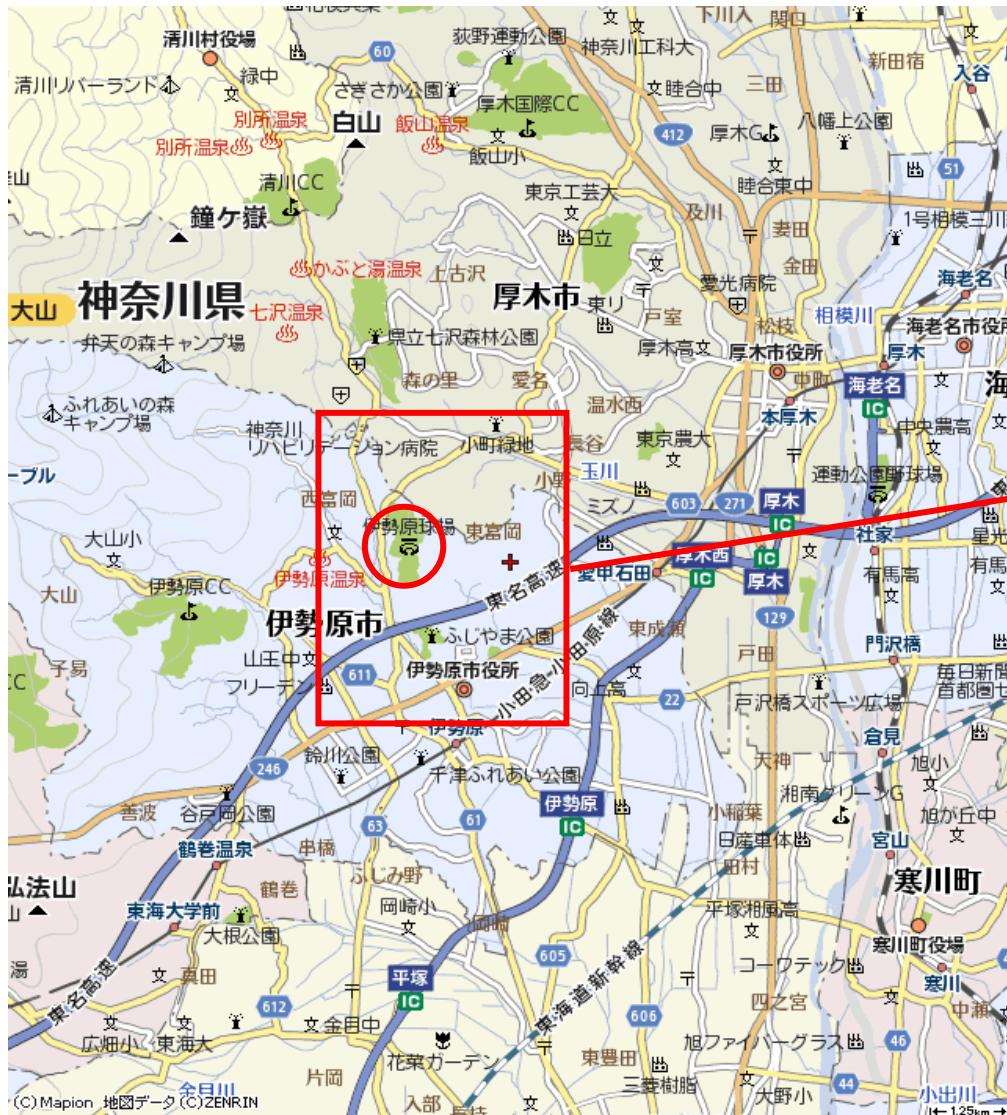 相模興業
下川入
関口
清川村役場
荻野運動公園
神奈川工科大
新田宿
60
入谷
清川リバーランド
緑中
さぎさか公園
文睦合中
三田
厚木国際CC
別所温泉
白山
飯山温泉
412
厚木G
八幡上公園
別所温泉
飯山小
51
清川CC
東京工芸大
睦合東中
鐘ケ嶽
及川
妻田
1号相模三川
日立
かぶと湯温泉
上古沢
愛光病院
金田
海老名
大山
神奈川県
七沢温泉
厚木市
東リ
戸室
松枝
相模川
海老名市役所
弁天の森キャンプ場
県立七沢森林公園
厚木高
厚木市役所
厚木
森の里
愛名
中町
海老名
IC
海
ふれあいの森
キャンプ場
温水西
本厚木
神奈川
リハビリテーション病院
小町緑地
長谷
東京農大
中央農高
ープル
玉川
運動公園野球場
西富岡
小野
ミズノ
603
271
厚木
IC
伊勢原球場
東富岡
社家
星光
大山小
伊勢原温泉
愛甲石田
厚木西
IC
IC
厚木
有馬高
有馬
伊勢原CC
東名高速
大山
129
伊勢原市
ふじやま公園
東成瀬
戸田
門沢橋
子易
山王中
611
伊勢原市役所
小田急小田原線
毎日新聞
首都圏
CC
フリーデン
向上高
22
戸沢橋スポーツ広場
伊勢原
倉見
246
鈴川公園
天神
旭小
千津ふれあい公園
湘南グリーンG
善波
谷戸岡公園
伊勢原
IC
小稲葉
旭が丘中
63
61
日産車体
宮山
鶴巻温泉
串橋
田村
弘法山
山
鶴巻
ふじみ野
寒川町
東海大学前
岡崎小
平塚湘風高
大根公園
岡崎
寒川町役場
605
東海道新幹線
湯
真田
平塚
IC
コーワテック
寒川
東名高速
612
四之宮
中瀬
606
広畑小
東海大
金目中
旭ファイバーグラス
46
花菜ガーデン
東豊田
片岡
三菱樹脂
44
金目川
入部
大野小
小出川
(C)Mapion 地図データ (C)ZENRIN
1.25km